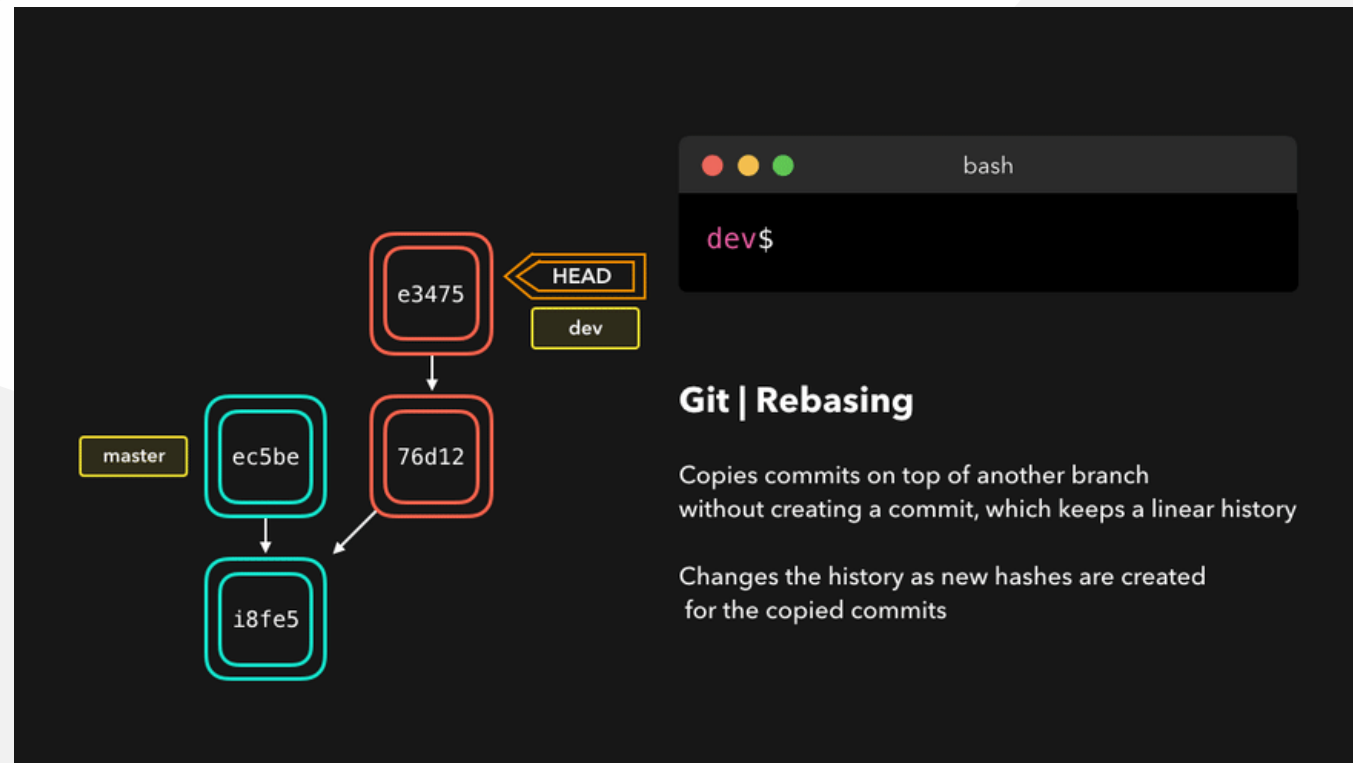 bash
dev$
e3475
HEAD
dev
master
ec5be
76d12
i8fe5
Git | Rebasing
Copies commits on top of another branch
without creating a commit, which keeps a linear history
Changes the history as new hashes are created
for the copied commits